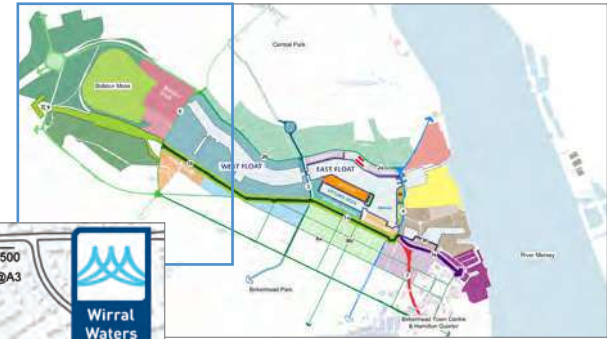 Central Park
Bidston Moss
WEST FLOAT
EAST FLOAT
River Mersey
Birkenhead Park
Birkenhead Town Centre
& Hamilton Quarter
500
@A3
Wirral
Waters